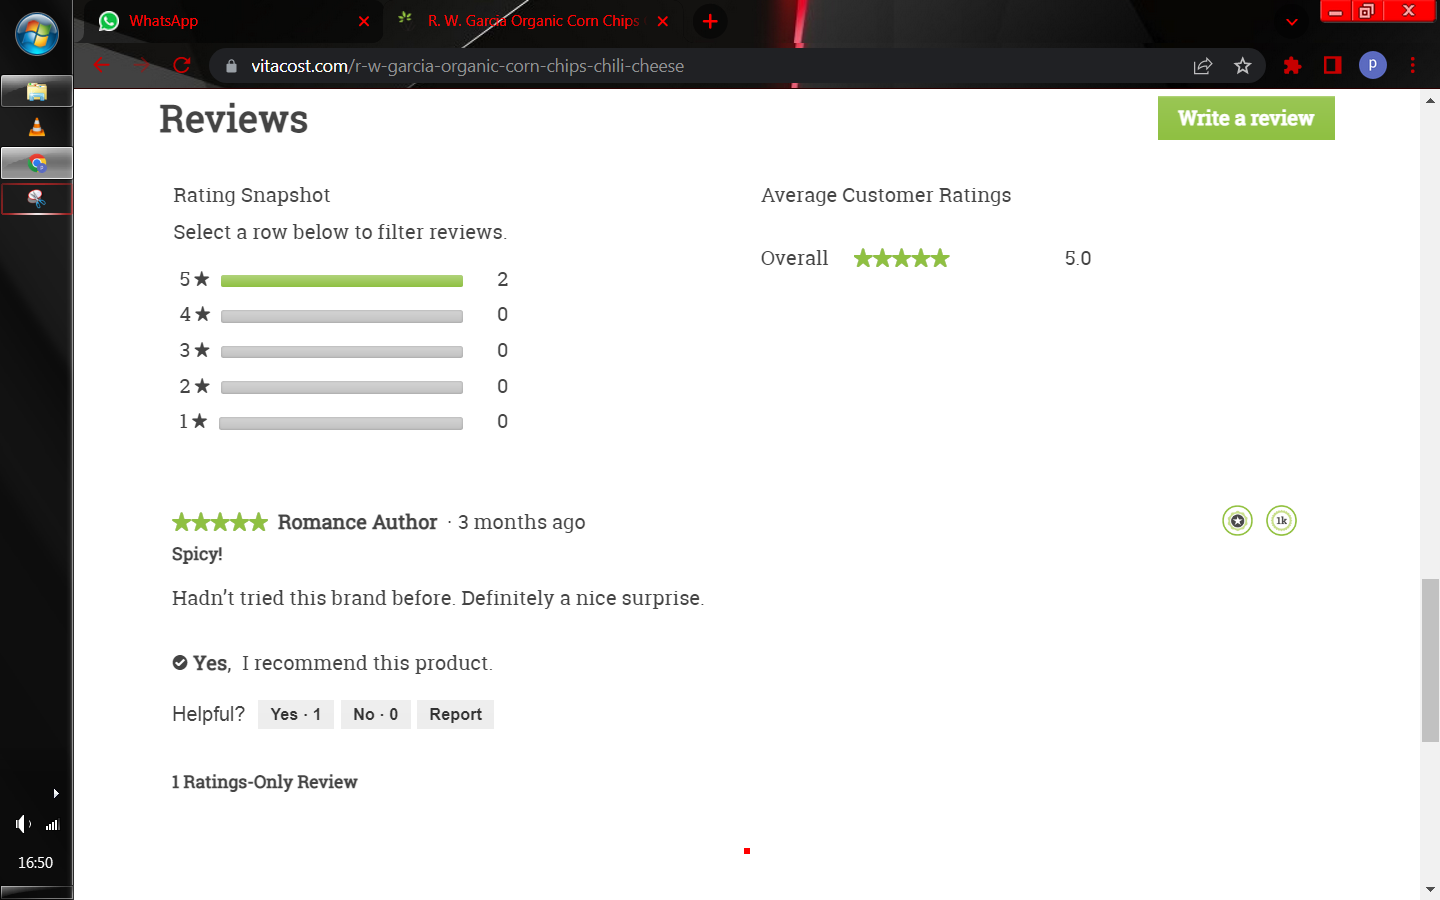 WhatsApp
R. W. Garcia Organic Corn Chips
vitacost.com/r-w-garcia-organic-corn-chips-chili-cheese
p
Reviews
Write a review
Rating Snapshot
Average Customer Ratings
Select a row below to filter reviews.
Overall ★★★★★ 5.0
5★ 2
4★ 0
3★ 0
2★ 0
1★ 0
★★★★★ Romance Author · 3 months ago
1k
Spicy!
Hadn't tried this brand before. Definitely a nice surprise.
Yes, I recommend this product.
Helpful? Yes · 1 No · 0 Report
1 Ratings-Only Review
16:50